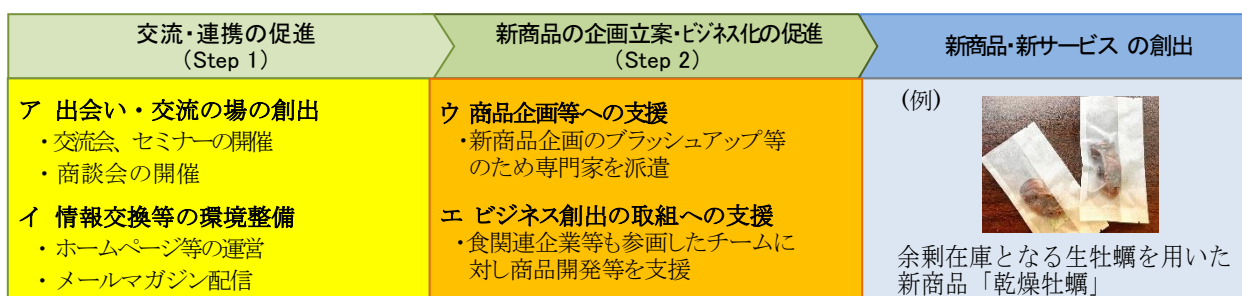 交流・連携の促進
（Step 1）
新商品の企画立案・ビジネス化の促進
（Step 2）
新商品・新サービス の創出
ア 出会い・交流の場の創出
・交流会、セミナーの開催
・商談会の開催
イ 情報交換等の環境整備
・ホームページ等の運営
・メールマガジン配信
ウ 商品企画等への支援
・新商品企画のブラッシュアップ等
のため専門家を派遣
エ ビジネス創出の取組への支援
・食関連企業等も参画したチームに
対し商品開発等を支援
（例）
余剰在庫となる生牡蠣を用いた
新商品「乾燥牡蠣」